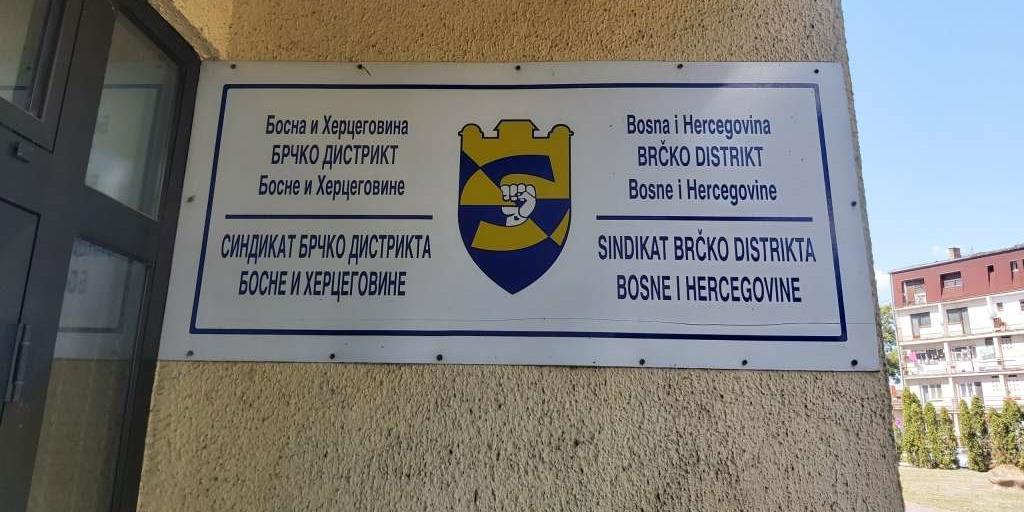 Босна и Херцеговина
БРЧКО ДИСТРИКТ
Босне и Херцеговине
СИНДИКАТ БРЧКО ДИСТРИКТА
БОСНЕ И ХЕРЦЕГОВИНЕ
Bosna i Hercegovina
BRČKO DISTRIKT
Bosne i Hercegovine
SINDIKAT BRČKO DISTRIKTA
BOSNE I HERCEGOVINE